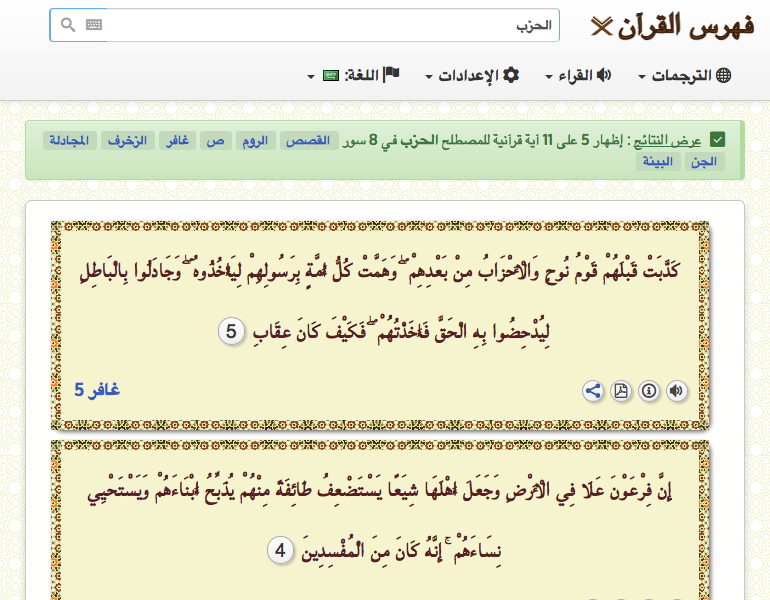 فهرس القرآن
الحزب
الترجمات القراء الإعدادات اللغة:
عرض النتائج : إظهار 5 على 11 آية قرآنية للمصطلح الحزب في 8 سور القصص الروم ص غافر الزخرف المجادلة
الجن البينة
كَذَّبَتْ قَبْلَهُمْ قَوْمُ نُوحٍ وَالْأَحْزَابُ مِنْ بَعْدِهِمْ ۖ وَهَمَّتْ كُلُّ أُمَّةٍ بِرَسُولِهِمْ لِيَأْخُذُوهُ ۖ وَجَادَلُوا بِالْبَاطِلِ
لِيُدْحِضُوا بِهِ الْحَقَّ فَأَخَذْتُهُمْ ۖ فَكَيْفَ كَانَ عِقَابِ 5
غافر 5
إِنَّ فِرْعَوْنَ عَلَا فِي الْأَرْضِ وَجَعَلَ أَهْلَهَا شِيَعًا يَسْتَضْعِفُ طَائِفَةً مِنْهُمْ يُذَبِّحُ أَبْنَاءَهُمْ وَيَسْتَحْيِي
نِسَاءَهُمْ ۚ إِنَّهُ كَانَ مِنَ الْمُفْسِدِينَ 4